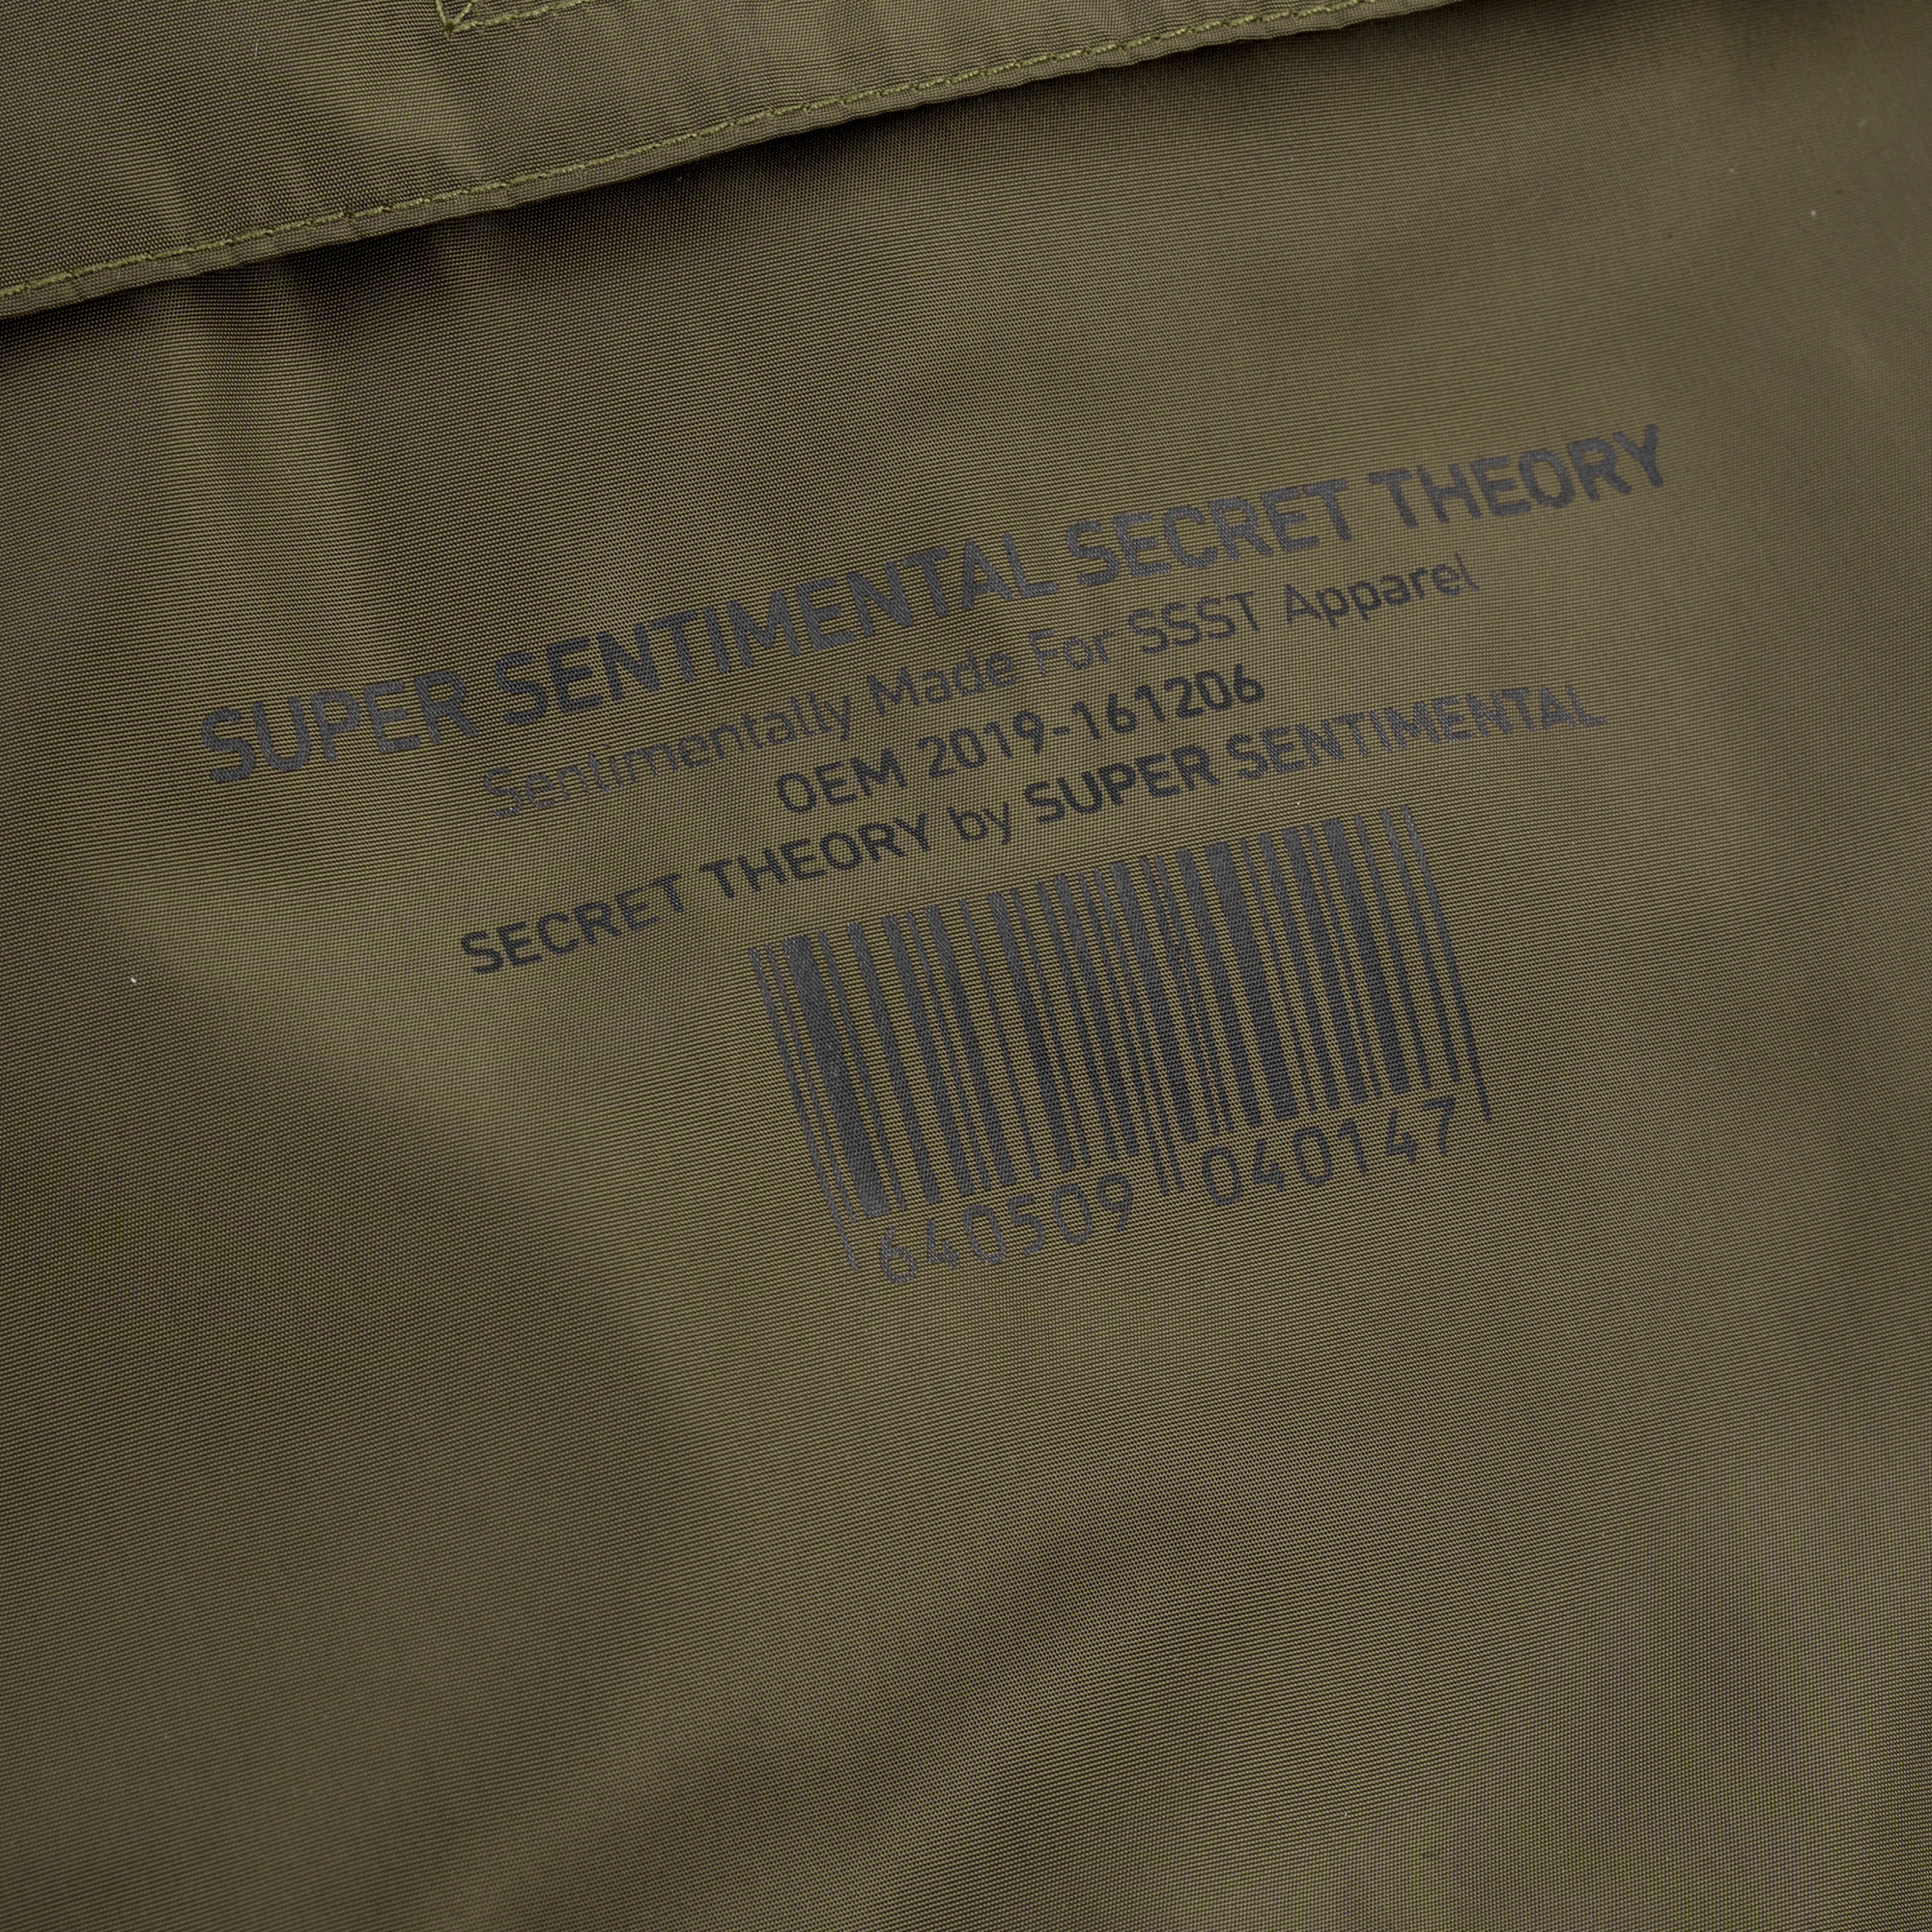 SUPER SENTIMENTAL SECRET THEORY
Sentimentally Made For SSST Apparel
OEM 2019-161206
SECRET THEORY by SUPER SENTIMENTAL
640509 040147